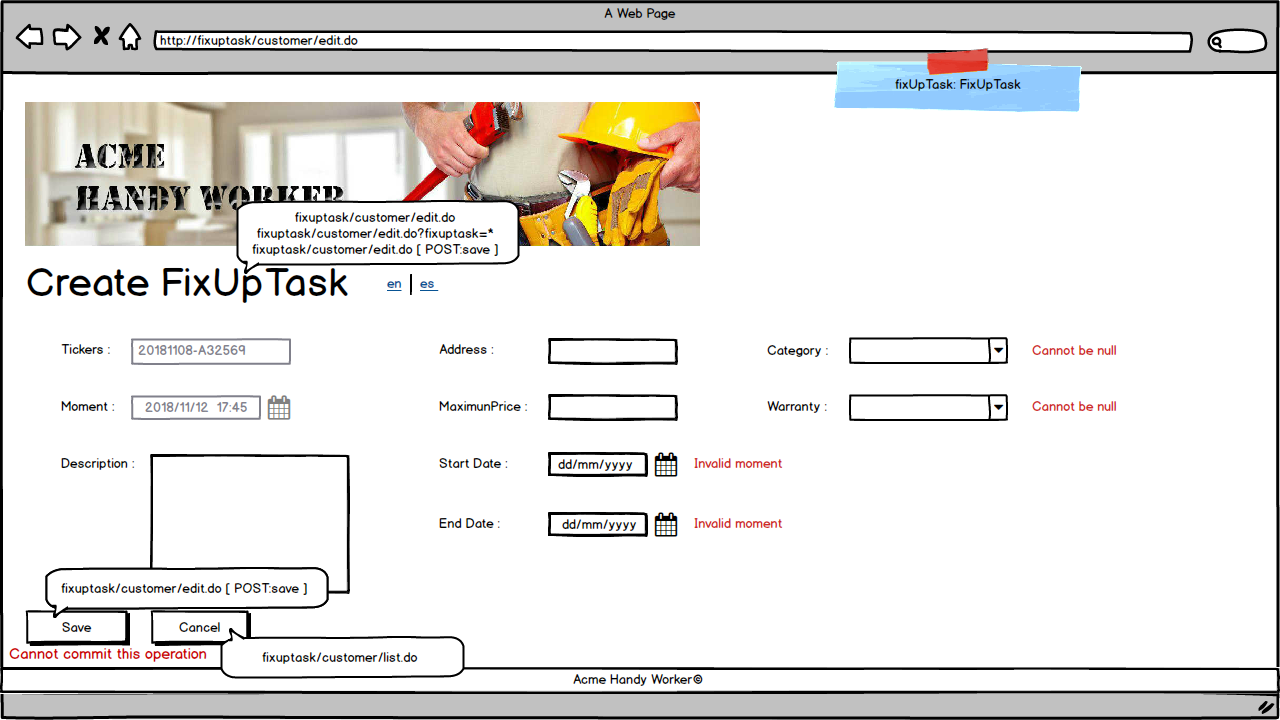 A Web Page
http://fixuptask/customer/edit.do
fixUpTask: FixUpTask
ACME
HANDY WORKER
fixuptask/customer/edit.do
fixuptask/customer/edit.do?fixuptask=*
fixuptask/customer/edit.do [ POST:save ]
Create FixUpTask
en | es
Tickers : 20181108-A32569
Address :
Category : Cannot be null
Moment : 2018/11/12 17:45
MaximunPrice :
Warranty : Cannot be null
Description :
Start Date : dd/mm/yyyy Invalid moment
End Date : dd/mm/yyyy Invalid moment
fixuptask/customer/edit.do [ POST:save ]
Save
Cancel
Cannot commit this operation
fixuptask/customer/list.do
Acme Handy Worker©